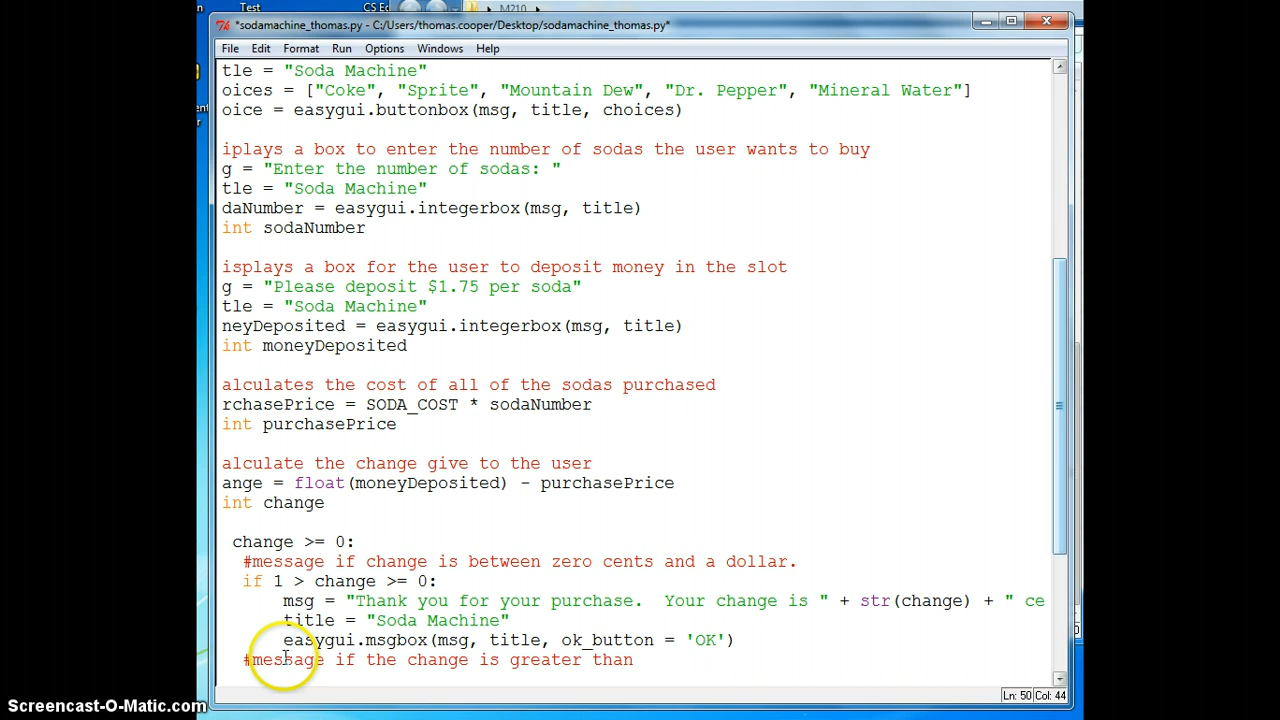 Test
CS Ed
M210
*sodamachine_thomas.py - C:/Users/thomas.cooper/Desktop/sodamachine_thomas.py*
File Edit Format Run Options Windows Help
tle = "Soda Machine"
oices = ["Coke", "Sprite", "Mountain Dew", "Dr. Pepper", "Mineral Water"]
oice = easygui.buttonbox(msg, title, choices)
iplays a box to enter the number of sodas the user wants to buy
g = "Enter the number of sodas: "
tle = "Soda Machine"
daNumber = easygui.integerbox(msg, title)
int sodaNumber
isplays a box for the user to deposit money in the slot
g = "Please deposit $1.75 per soda"
tle = "Soda Machine"
neyDeposited = easygui.integerbox(msg, title)
int moneyDeposited
alculates the cost of all of the sodas purchased
rchasePrice = SODA_COST * sodaNumber
int purchasePrice
alculate the change give to the user
ange = float(moneyDeposited) - purchasePrice
int change
change >= 0:
#message if change is between zero cents and a dollar.
if 1 > change >= 0:
msg = "Thank you for your purchase.  Your change is " + str(change) + " ce
title = "Soda Machine"
easygui.msgbox(msg, title, ok_button = 'OK')
#message if the change is greater than
Ln: 50 Col: 44
Screencast-O-Matic.com